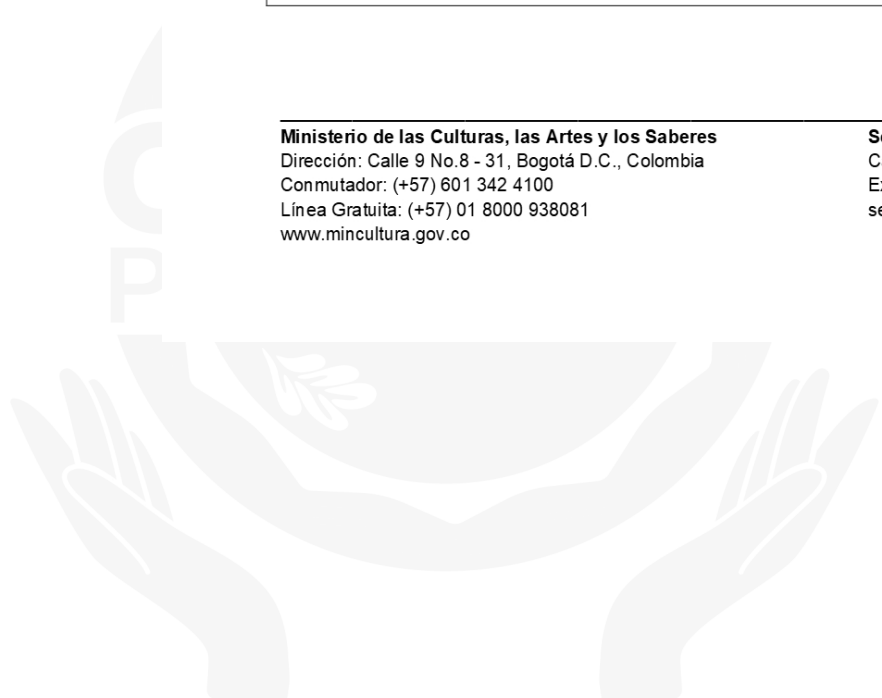 Ministerio de las Culturas, las Artes y los Saberes
Dirección: Calle 9 No.8 - 31, Bogotá D.C., Colombia
Conmutador: (+57) 601 342 4100
Línea Gratuita: (+57) 01 8000 938081
www.mincultura.gov.co